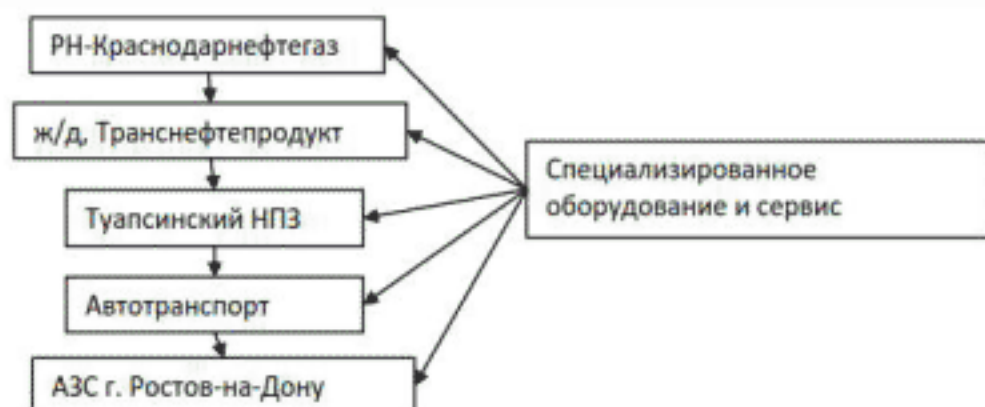 РН-Краснодарнефтегаз
ж/д, Транснефтепродукт
Туапсинский НПЗ
Автотранспорт
АЗС г. Ростов-на-Дону
Специализированное
оборудование и сервис